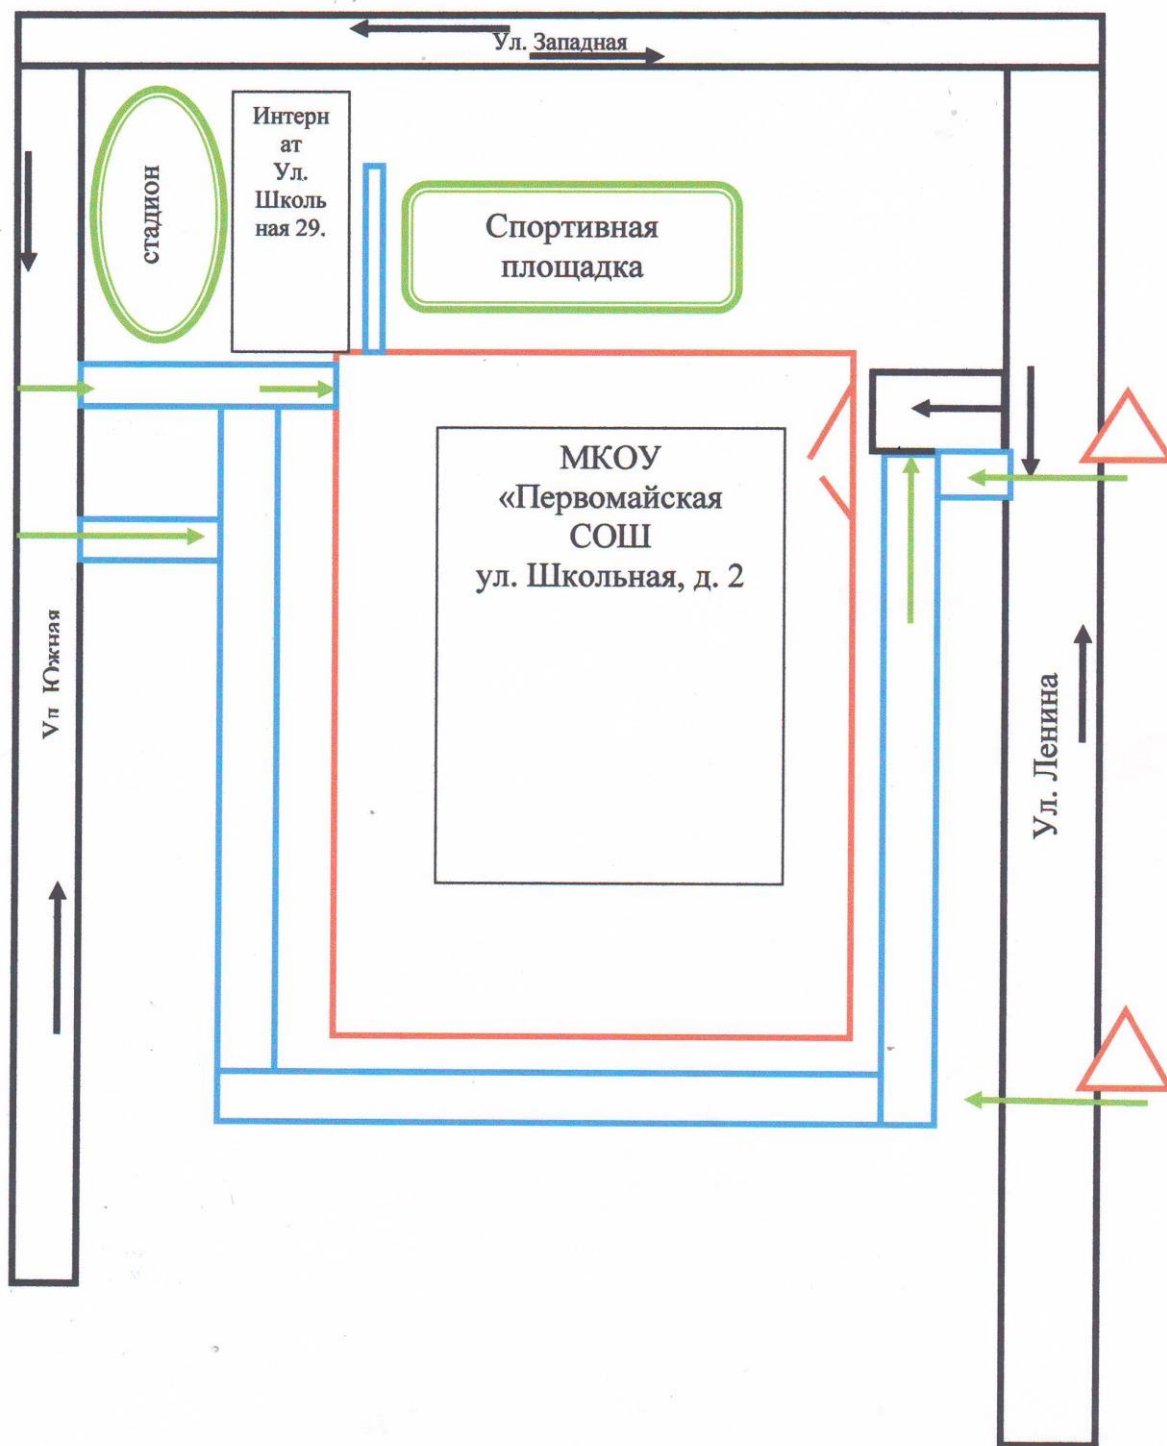 Ул. Западная
стадион
Интерн
ат
Ул.
Школь
ная 29.
Спортивная
площадка
МКОУ
«Первомайская
СОШ
ул. Школьная, д. 2
Ул Южная
Ул. Ленина